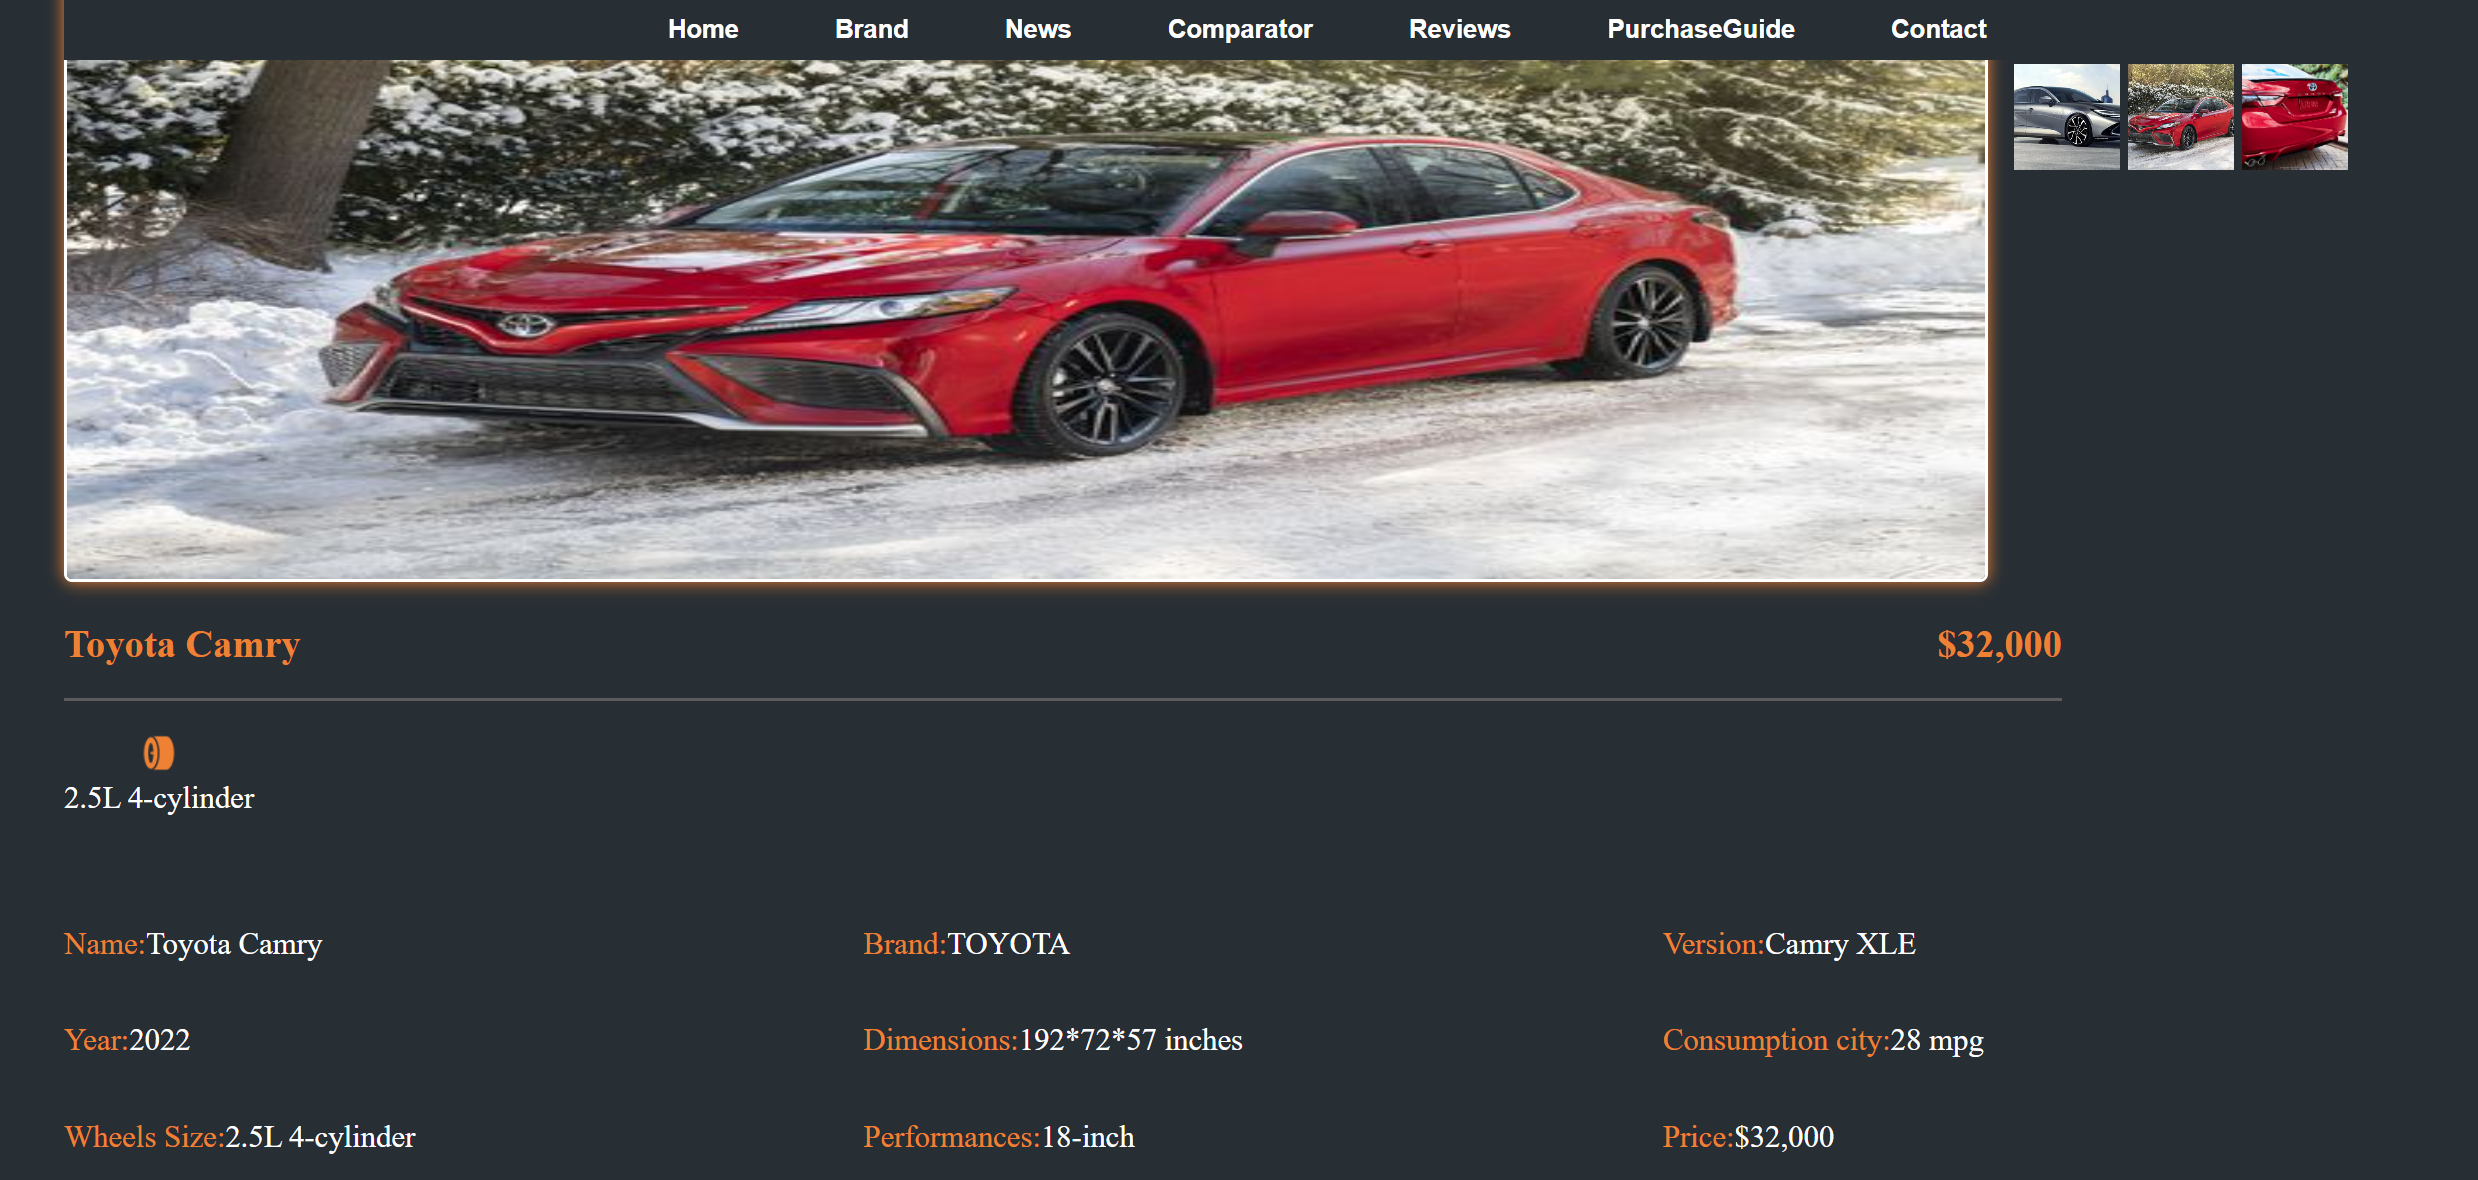 Home Brand News Comparator Reviews PurchaseGuide Contact
Toyota Camry $32,000
2.5L 4-cylinder
Name:Toyota Camry Brand:TOYOTA Version:Camry XLE
Year:2022 Dimensions:192*72*57 inches Consumption city:28 mpg
Wheels Size:2.5L 4-cylinder Performances:18-inch Price:$32,000